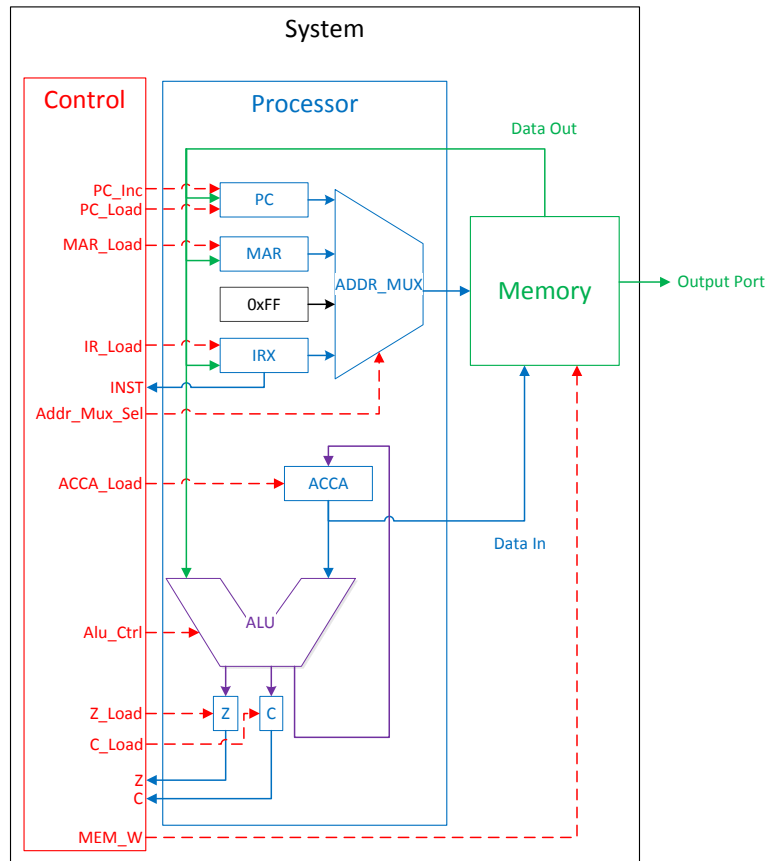 System
Control
Processor
Data Out
PC_Inc
PC
PC_Load
MAR_Load
MAR
ADDR_MUX
Memory
Output Port
0xFF
IR_Load
IRX
INST
Addr_Mux_Sel
ACCA_Load
ACCA
Data In
ALU
Alu_Ctrl
Z_Load
Z
C
C_Load
Z
C
MEM_W